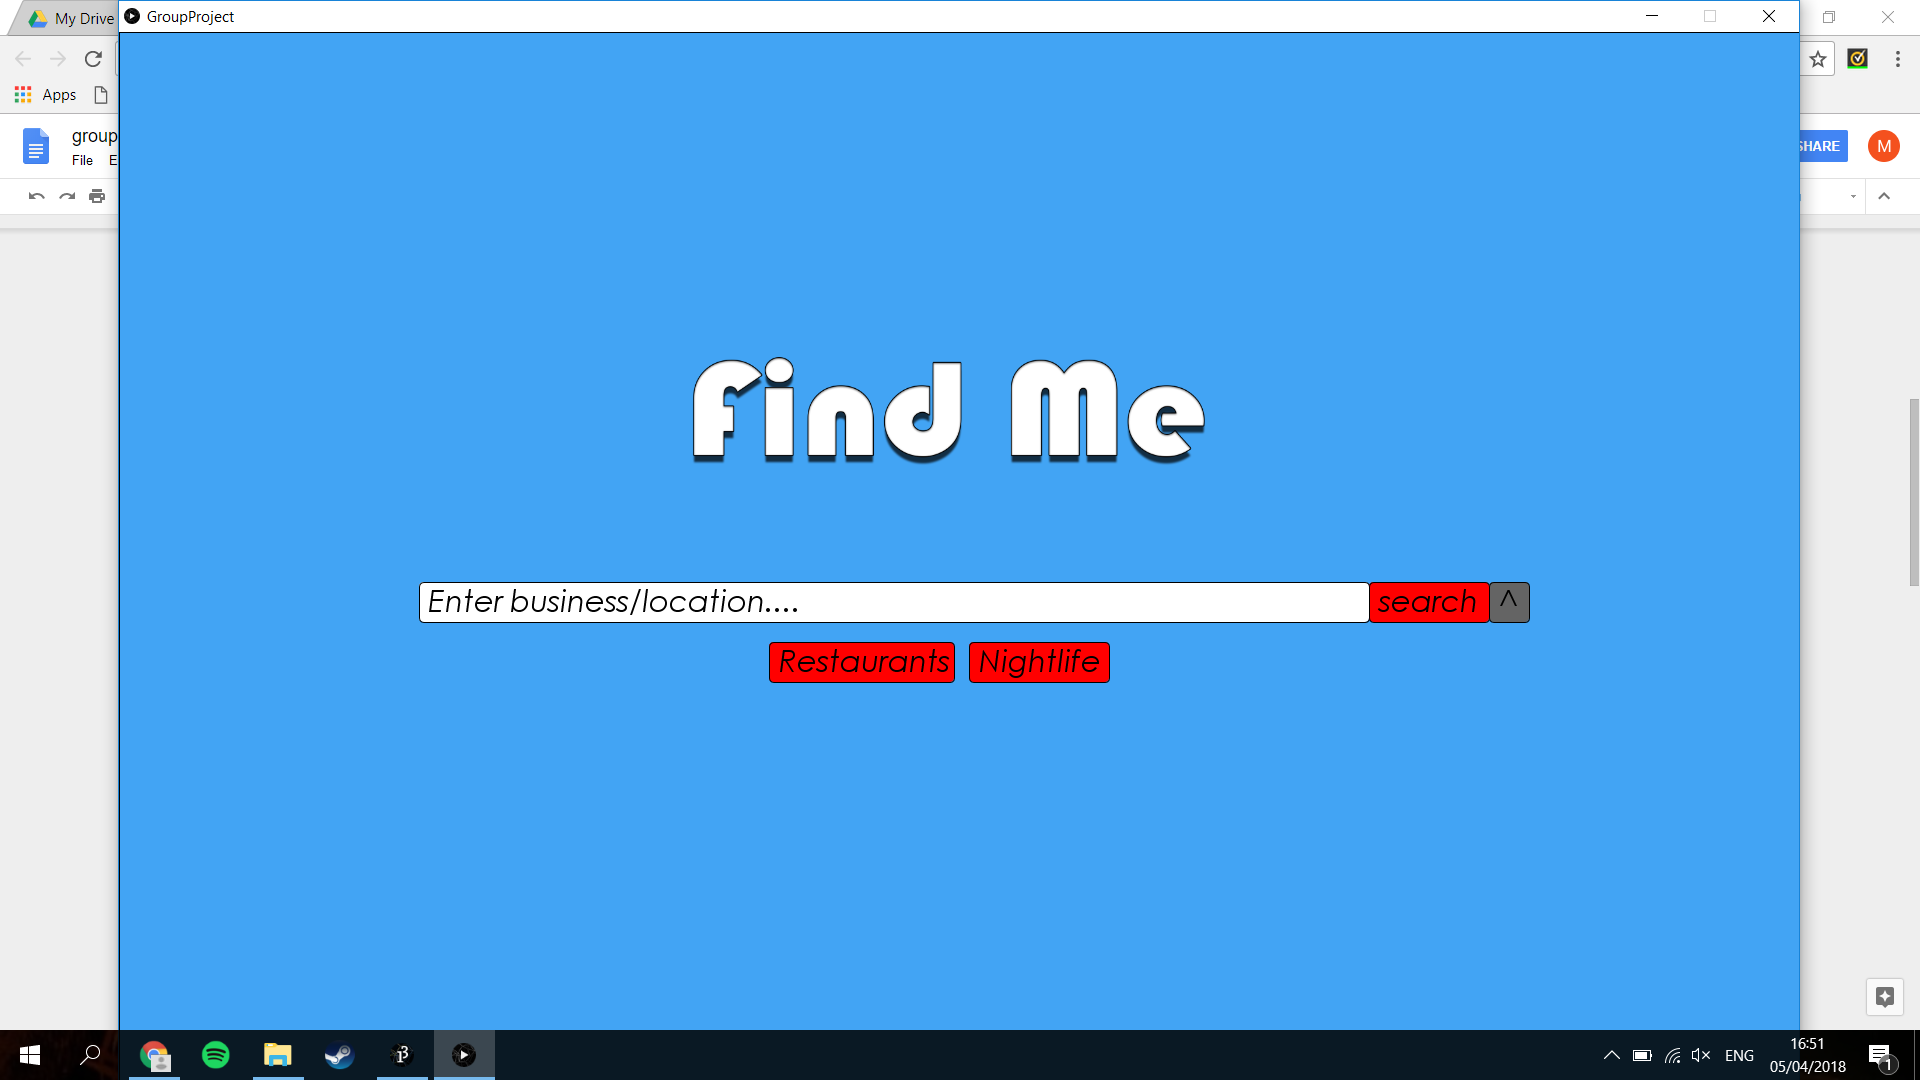 My Drive
GroupProject
Apps
group
File E
SHARE
M
Find Me
Enter business/location.... search ^
Restaurants Nightlife
ENG
16:51
05/04/2018
1